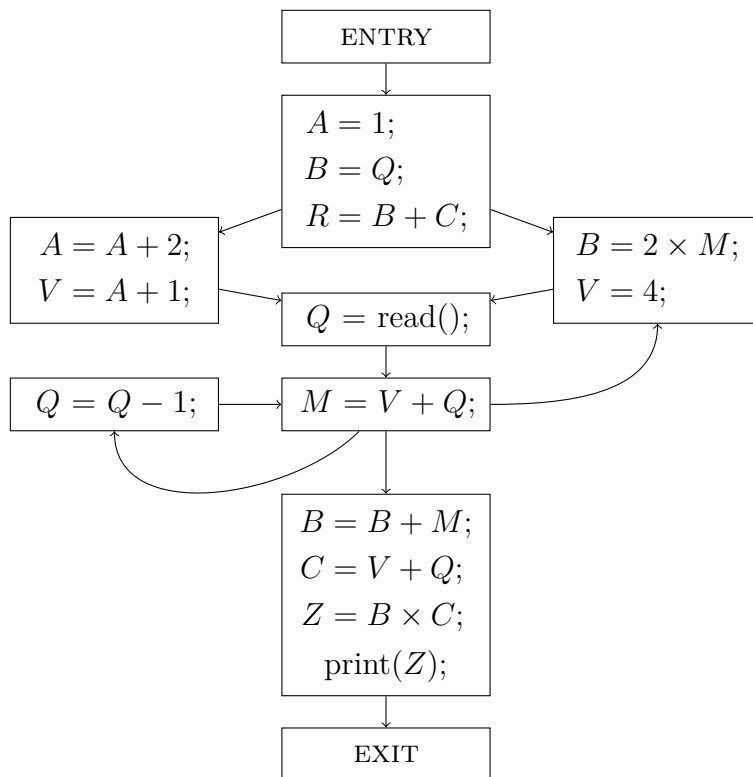 ENTRY
A = 1;
B = Q;
R = B + C;
A = A + 2;
V = A + 1;
B = 2 × M;
V = 4;
Q = read();
Q = Q − 1;
M = V + Q;
B = B + M;
C = V + Q;
Z = B × C;
print(Z);
EXIT